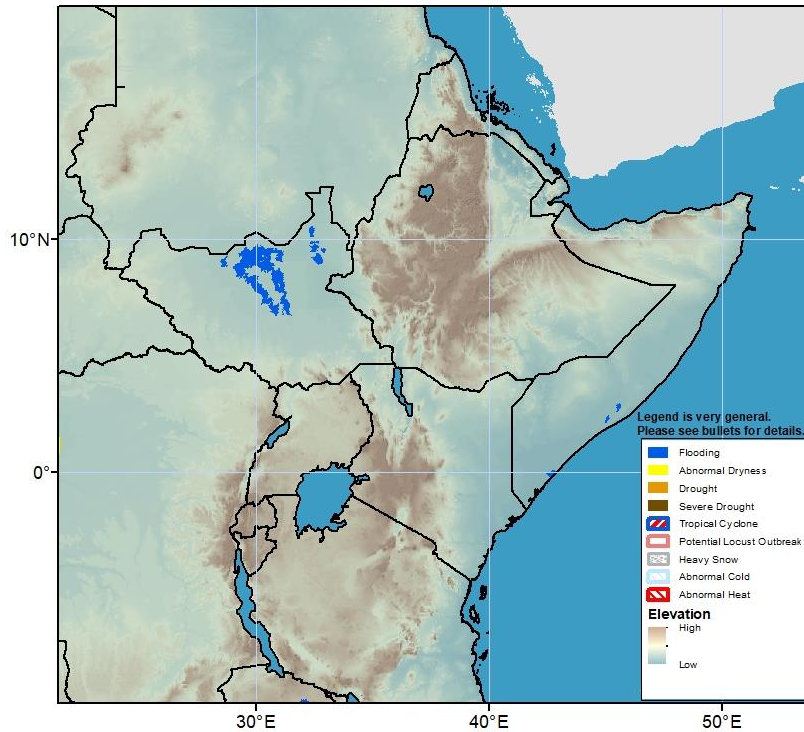 10°N
0°
Legend is very general.
Please see bullets for details.
Flooding
Abnormal Dryness
Drought
Severe Drought
Tropical Cyclone
Potential Locust Outbreak
Heavy Snow
Abnormal Cold
Abnormal Heat
Elevation
High
Low
30°E
40°E
50°E